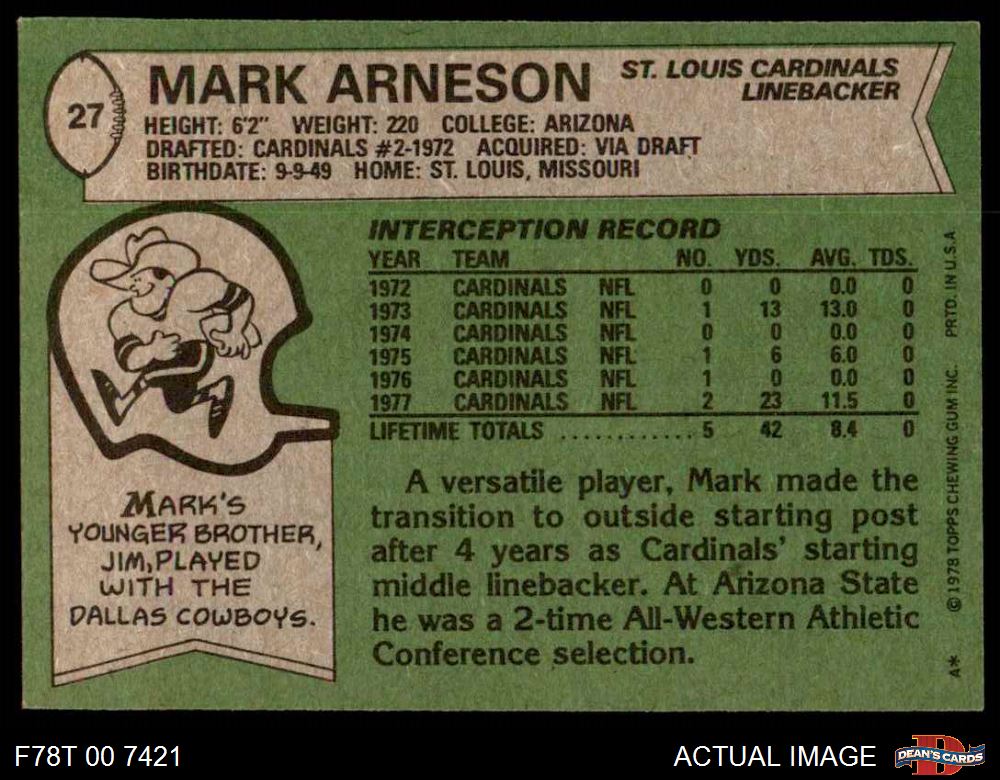 27
MARK ARNESON
ST. LOUIS CARDINALS
LINEBACKER
HEIGHT: 6'2" WEIGHT: 220 COLLEGE: ARIZONA
DRAFTED: CARDINALS #2-1972 ACQUIRED: VIA DRAFT
BIRTHDATE: 9-9-49 HOME: ST. LOUIS, MISSOURI
MARK'S
YOUNGER BROTHER,
JIM, PLAYED
WITH THE
DALLAS COWBOYS.
INTERCEPTION RECORD
YEAR TEAM NO. YDS. AVG. TDS.
1972 CARDINALS NFL 0 0 0.0 0
1973 CARDINALS NFL 1 13 13.0 0
1974 CARDINALS NFL 0 0 0.0 0
1975 CARDINALS NFL 1 6 6.0 0
1976 CARDINALS NFL 1 0 0.0 0
1977 CARDINALS NFL 2 23 11.5 0
LIFETIME TOTALS ............ 5 42 8.4 0
A versatile player, Mark made the
transition to outside starting post
after 4 years as Cardinals' starting
middle linebacker. At Arizona State
he was a 2-time All-Western Athletic
Conference selection.
A* © 1978 TOPPS CHEWING GUM INC. PRTD. IN U.S.A
F78T 00 7421
ACTUAL IMAGE
D
DEAN'S CARDS